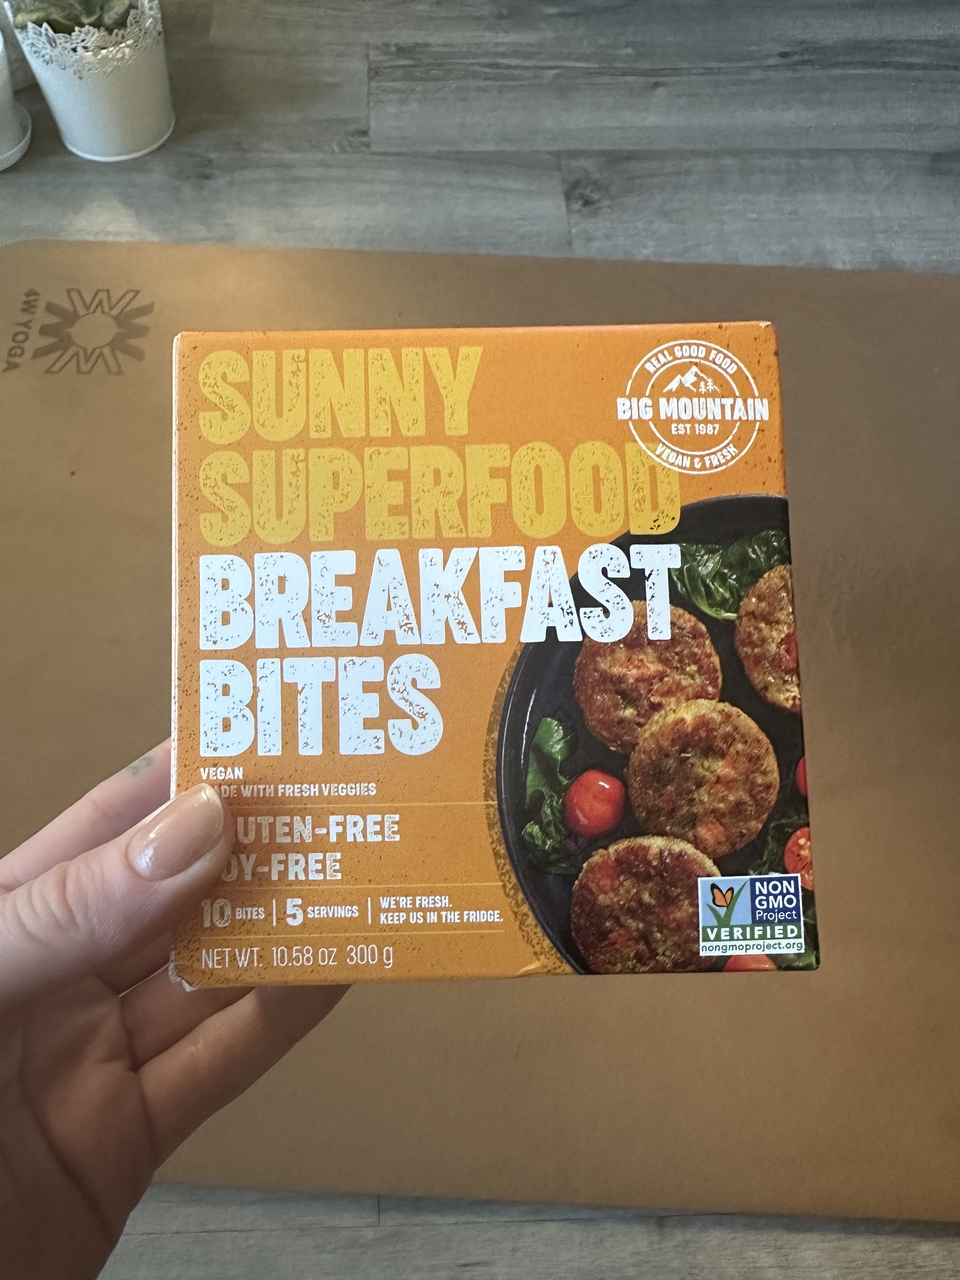 4W YOGA
SUNNY
SUPERFOOD
BREAKFAST
BITES
REAL GOOD FOOD
BIG MOUNTAIN
EST 1987
VEGAN & FRESH
VEGAN
ADE WITH FRESH VEGGIES
UTEN-FREE
OY-FREE
10 BITES | 5 SERVINGS | WE'RE FRESH.
KEEP US IN THE FRIDGE.
NET WT. 10.58 oz 300 g
NON
GMO
Project
VERIFIED
nongmoproject.org